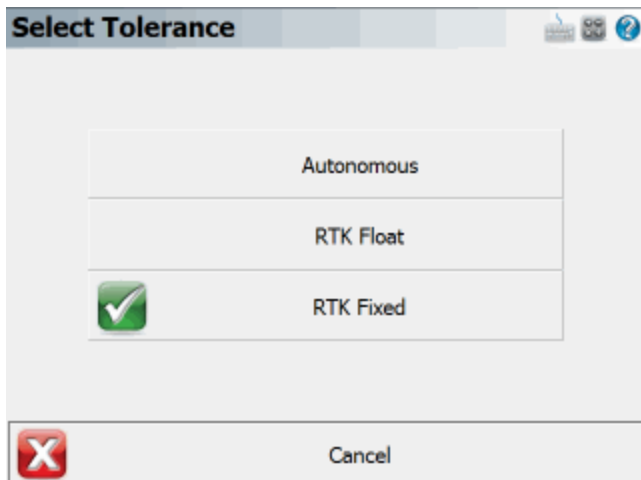 Select Tolerance
Autonomous
RTK Float
RTK Fixed
Cancel